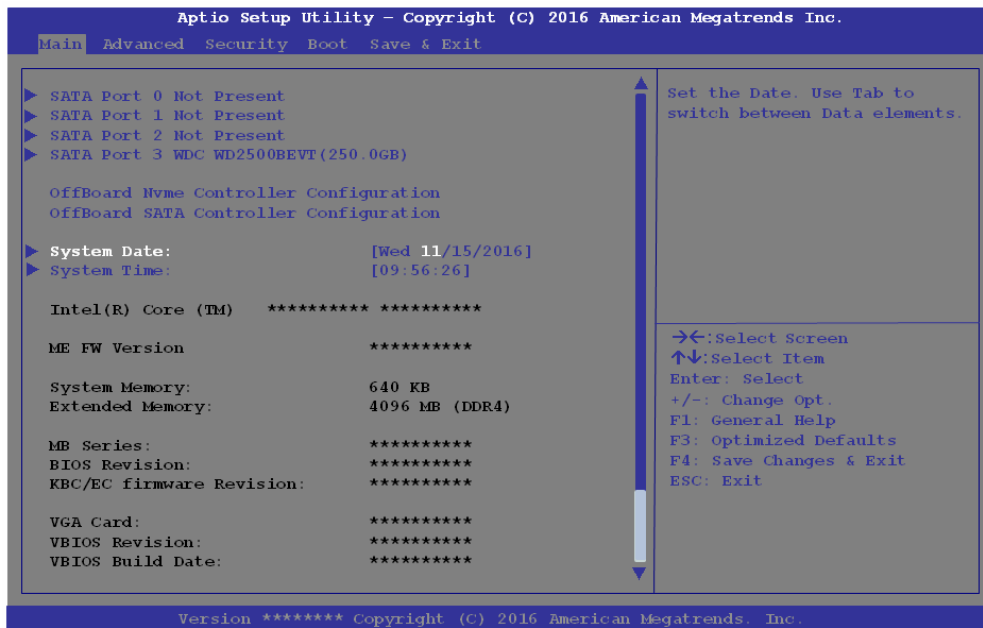 Aptio Setup Utility – Copyright (C) 2016 American Megatrends Inc.
Main Advanced Security Boot Save & Exit
SATA Port 0 Not Present
SATA Port 1 Not Present
SATA Port 2 Not Present
SATA Port 3 WDC WD2500BEVT(250.0GB)
OffBoard Nvme Controller Configuration
OffBoard SATA Controller Configuration
System Date: [Wed 11/15/2016]
System Time: [09:56:26]
Intel(R) Core (TM) ********** **********
ME FW Version **********
System Memory: 640 KB
Extended Memory: 4096 MB (DDR4)
MB Series: **********
BIOS Revision: **********
KBC/EC firmware Revision: **********
VGA Card: **********
VBIOS Revision: **********
VBIOS Build Date: **********
Set the Date. Use Tab to
switch between Data elements.
→←:Select Screen
↑↓:Select Item
Enter: Select
+/-: Change Opt.
F1: General Help
F3: Optimized Defaults
F4: Save Changes & Exit
ESC: Exit
Version ******** Copyright (C) 2016 American Megatrends. Inc.